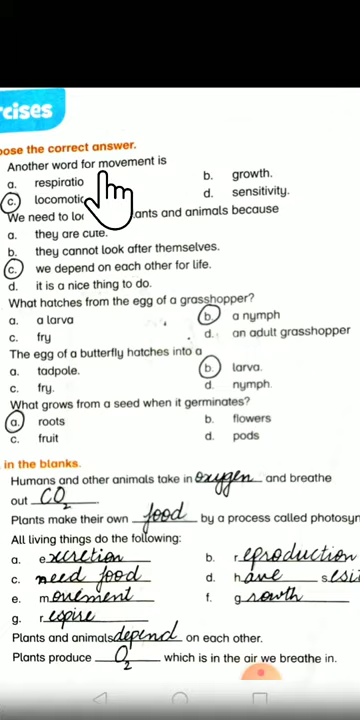 rcises
oose the correct answer.
Another word for movement is
a. respiratio b. growth.
c. locomotic d. sensitivity.
We need to lo ants and animals because
a. they are cute.
b. they cannot look after themselves.
c. we depend on each other for life.
d. it is a nice thing to do.
What hatches from the egg of a grasshopper?
a. a larva b. a nymph
c. fry d. an adult grasshopper
The egg of a butterfly hatches into a
a. tadpole. b. larva.
c. fry. d. nymph.
What grows from a seed when it germinates?
a. roots b. flowers
c. fruit d. pods
in the blanks.
Humans and other animals take in oxygen and breathe
out CO2
Plants make their own food by a process called photosyn
All living things do the following:
a. excretion b. reproduction
c. need food d. have sesi
e. movement f. growth
g. respire
Plants and animals depend on each other.
Plants produce O2 which is in the air we breathe in.